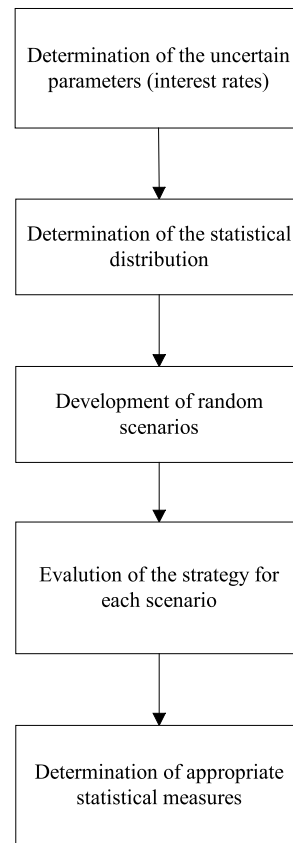 Determination of the uncertain
parameters (interest rates)
Determination of the statistical
distribution
Development of random
scenarios
Evalution of the strategy for
each scenario
Determination of appropriate
statistical measures